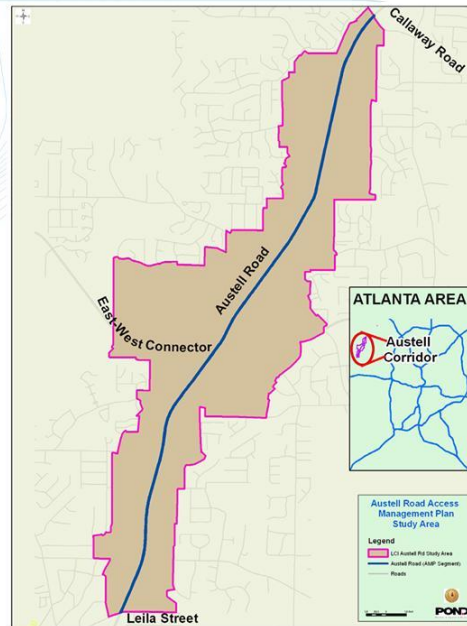 Callaway Road
Austell Road
East-West Connector
ATLANTA AREA
Austell
Corridor
Austell Road Access
Management Plan
Study Area
Legend
LCI Austell Rd Study Area
Austell Road (AMP Segment)
Roads
POND
Leila Street